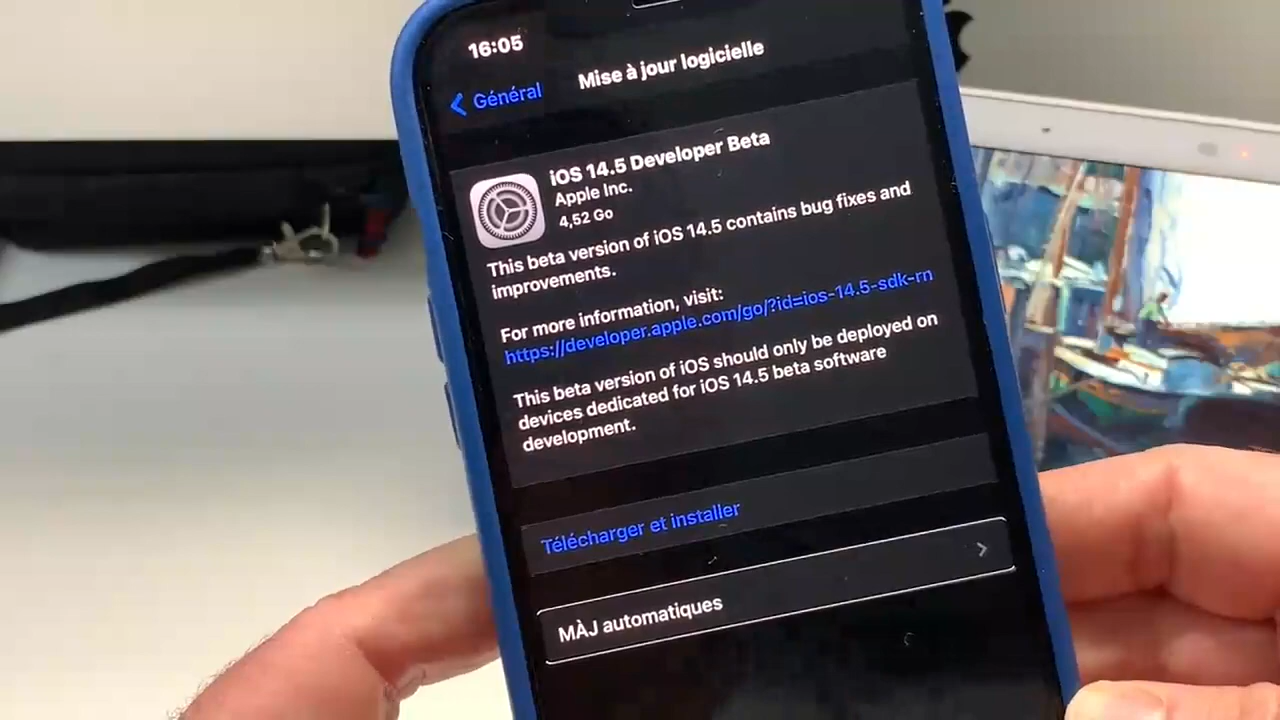 16:05
Général
Mise à jour logicielle
iOS 14.5 Developer Beta
Apple Inc.
4,52 Go
This beta version of iOS 14.5 contains bug fixes and
improvements.
For more information, visit:
https://developer.apple.com/go/?id=ios-14.5-sdk-rn
This beta version of iOS should only be deployed on
devices dedicated for iOS 14.5 beta software
development.
Télécharger et installer
MÀJ automatiques